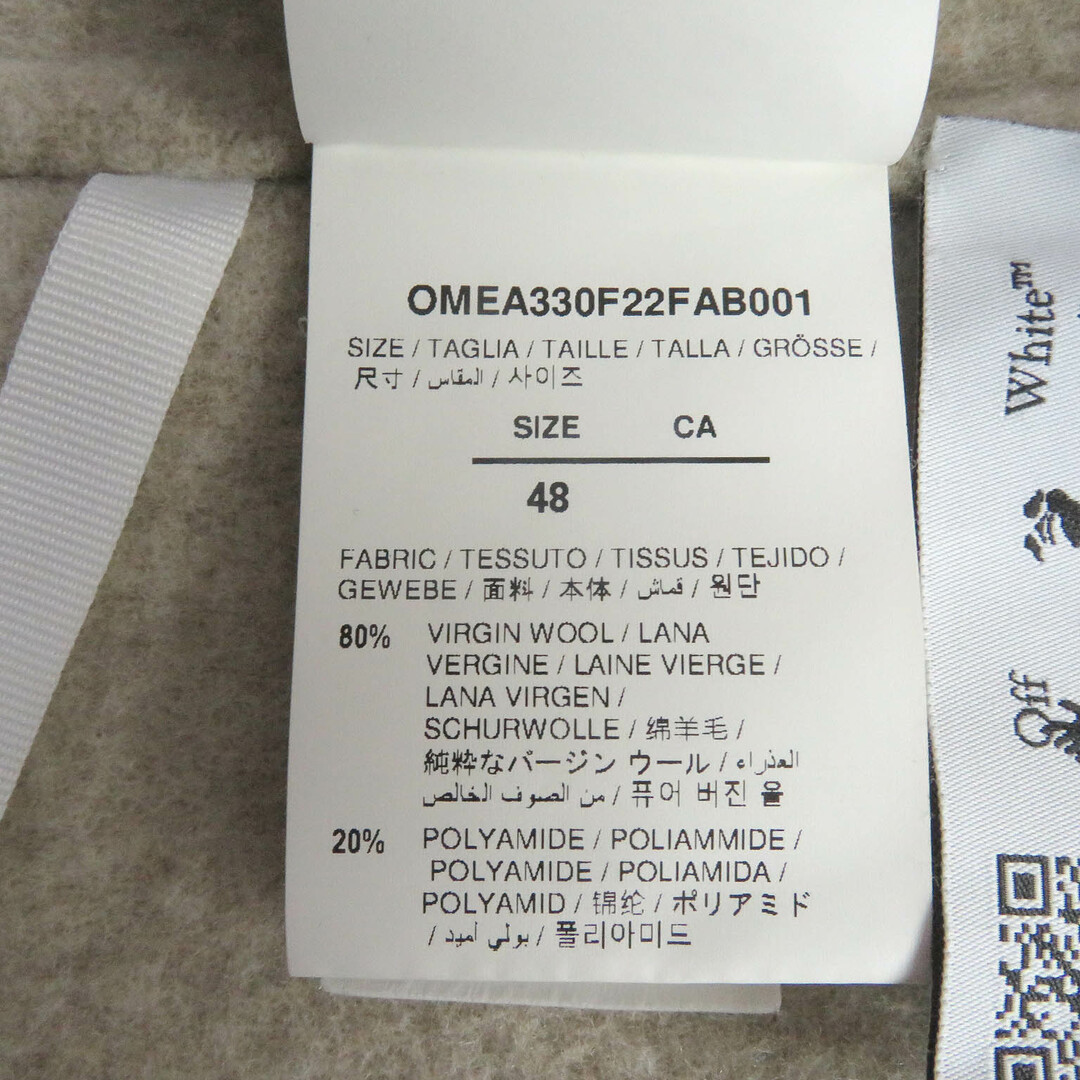 OMEA330F22FAB001
SIZE / TAGLIA / TAILLE / TALLA / GRÖSSE /
尺寸 / المقاس / 사이즈
SIZE CA
48
FABRIC / TESSUTO / TISSUS / TEJIDO /
GEWEBE / 面料 / 本体 / قماش / 원단
80% VIRGIN WOOL / LANA
VERGINE / LAINE VIERGE /
LANA VIRGEN /
SCHURWOLLE / 绵羊毛 /
純粋なバージン ウール / العذراء
من الصوف الخالص / 퓨어 버진 울
20% POLYAMIDE / POLIAMMIDE /
POLYAMIDE / POLIAMIDA /
POLYAMID / 锦纶 / ポリアミド
/ بولي أميد / 폴리아미드
Off White™